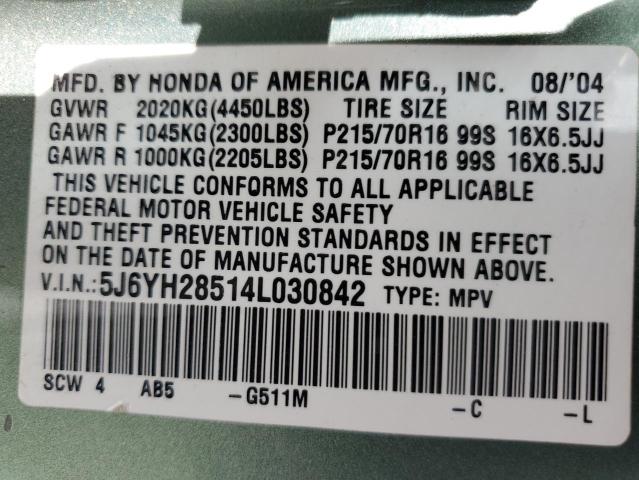 MFD. BY HONDA OF AMERICA MFG., INC. 08/'04
GVWR 2020KG(4450LBS) TIRE SIZE RIM SIZE
GAWR F 1045KG(2300LBS) P215/70R16 99S 16X6.5JJ
GAWR R 1000KG(2205LBS) P215/70R16 99S 16X6.5JJ
THIS VEHICLE CONFORMS TO ALL APPLICABLE
FEDERAL MOTOR VEHICLE SAFETY
AND THEFT PREVENTION STANDARDS IN EFFECT
ON THE DATE OF MANUFACTURE SHOWN ABOVE.
V.I.N.:5J6YH28514L030842 TYPE: MPV
SCW 4 AB5 -G511M -C -L